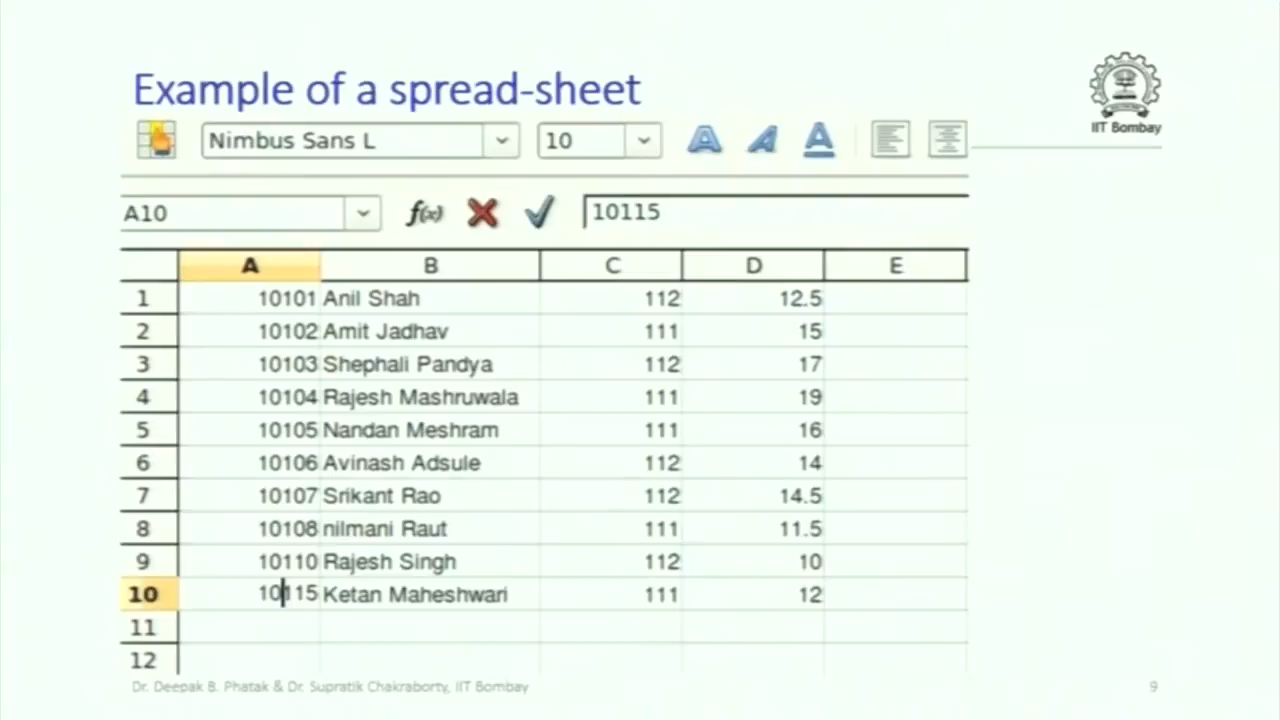 Example of a spread-sheet
IIT Bombay
Nimbus Sans L 10 A A A
A10 f(x) 10115
A B C D E
1 10101 Anil Shah 112 12.5
2 10102 Amit Jadhav 111 15
3 10103 Shephali Pandya 112 17
4 10104 Rajesh Mashruwala 111 19
5 10105 Nandan Meshram 111 16
6 10106 Avinash Adsule 112 14
7 10107 Srikant Rao 112 14.5
8 10108 nilmani Raut 111 11.5
9 10110 Rajesh Singh 112 10
10 10115 Ketan Maheshwari 111 12
11
12
Dr. Deepak B. Phatak & Dr. Supratik Chakraborty, IIT Bombay 9